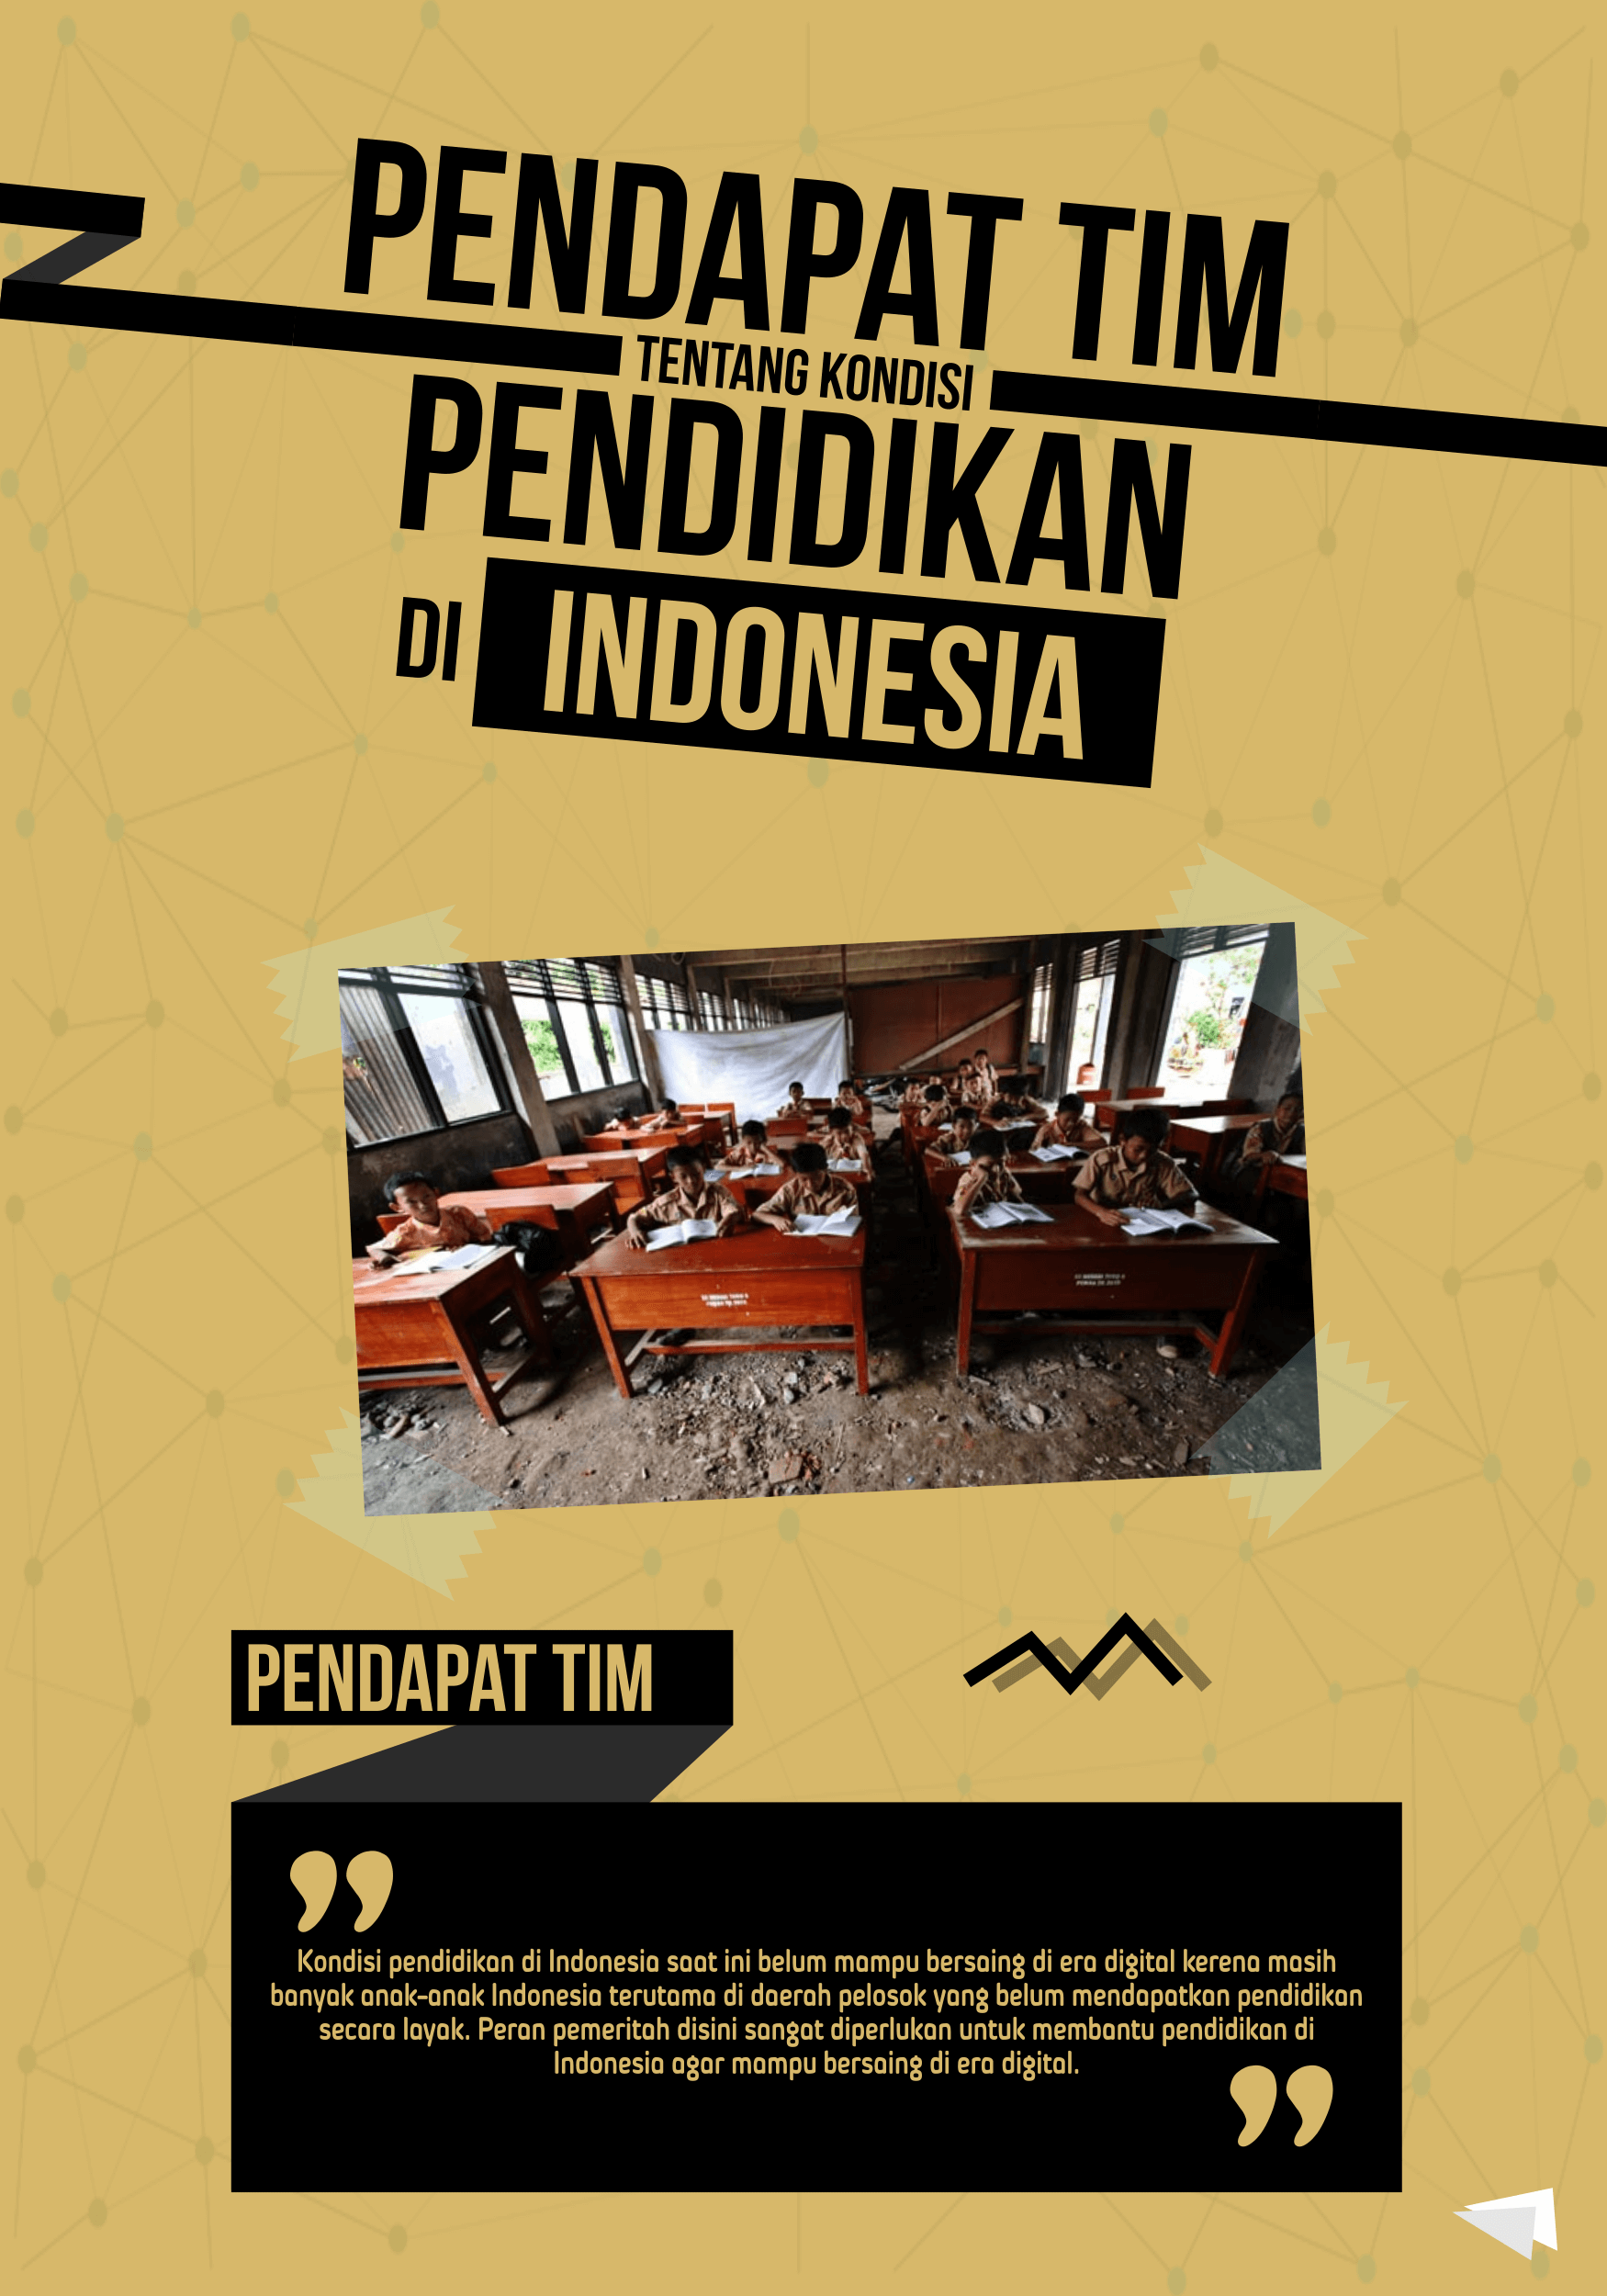 PENDAPAT TIM
TENTANG KONDISI
PENDIDIKAN
DI INDONESIA
PENDAPAT TIM
”
Kondisi pendidikan di Indonesia saat ini belum mampu bersaing di era digital kerena masih
banyak anak-anak Indonesia terutama di daerah pelosok yang belum mendapatkan pendidikan
secara layak. Peran pemeritah disini sangat diperlukan untuk membantu pendidikan di
Indonesia agar mampu bersaing di era digital.
”